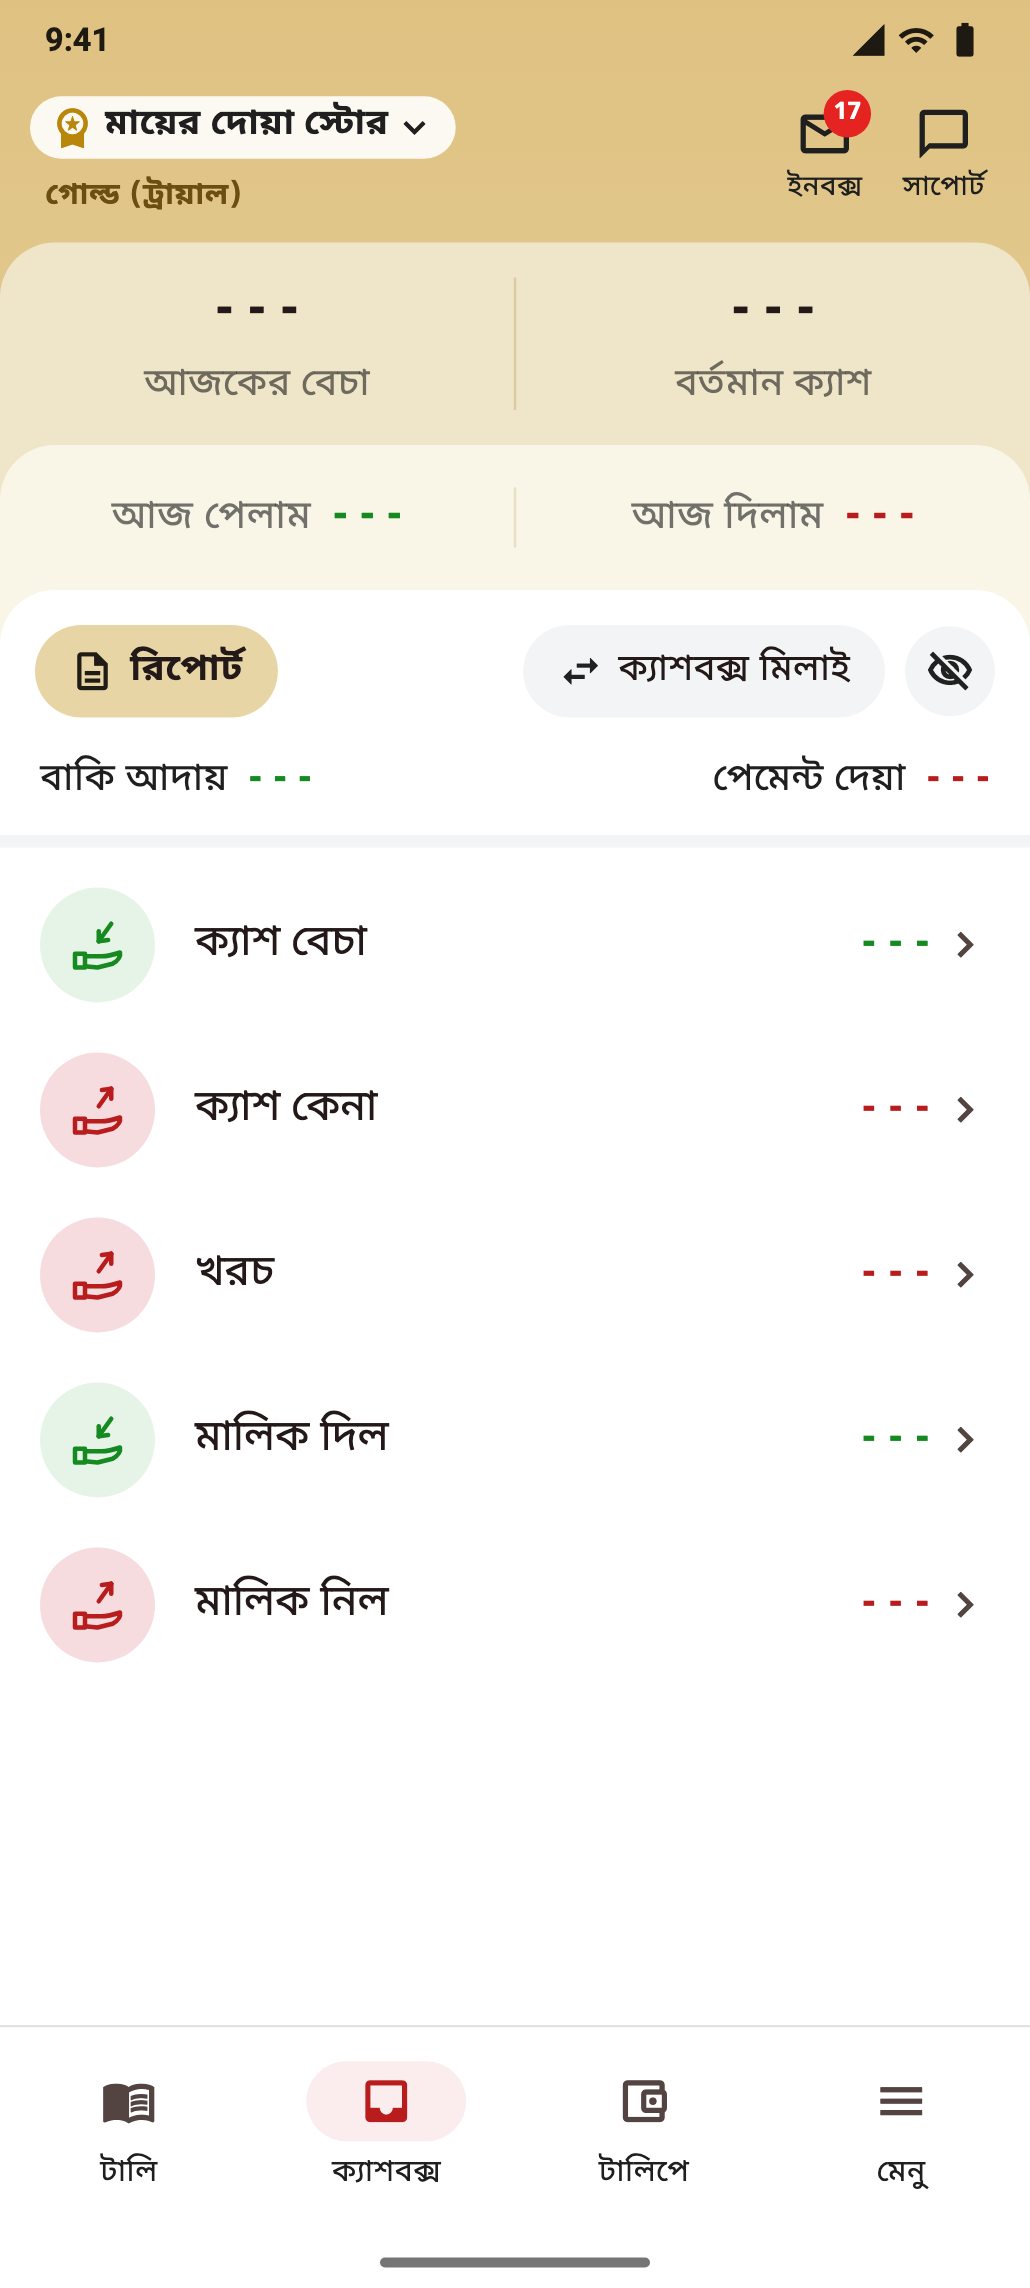 9:41
মায়ের দোয়া স্টোর
17
গোল্ড (ট্রায়াল)
ইনবক্স সাপোর্ট
--- ---
আজকের বেচা বর্তমান ক্যাশ
আজ পেলাম --- আজ দিলাম ---
রিপোর্ট ক্যাশবক্স মিলাই
বাকি আদায় --- পেমেন্ট দেয়া ---
ক্যাশ বেচা ---
ক্যাশ কেনা ---
খরচ ---
মালিক দিল ---
মালিক নিল ---
টালি ক্যাশবক্স টালিপে মেনু